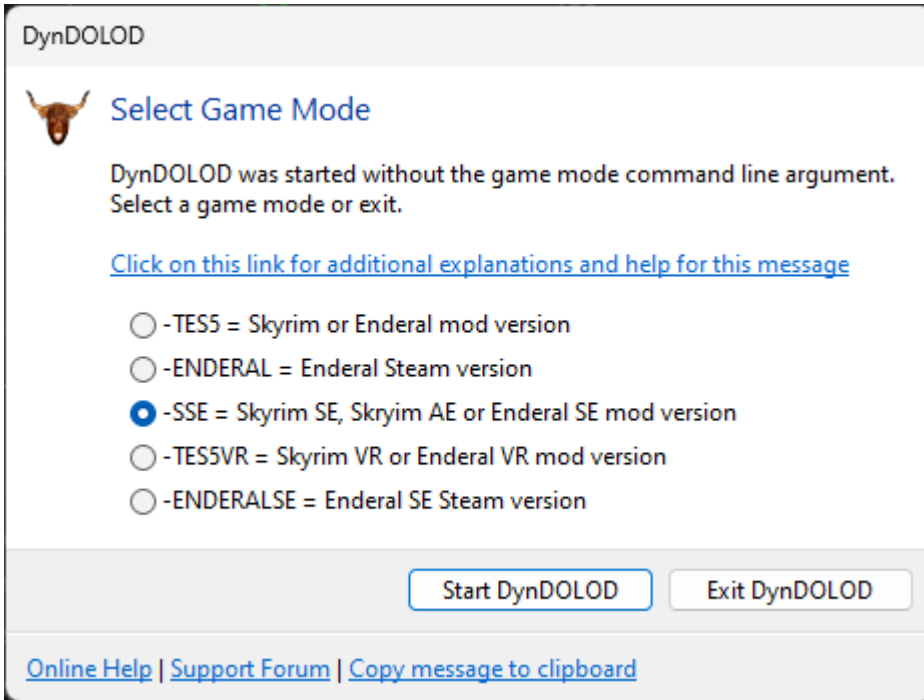 DynDOLOD
Select Game Mode
DynDOLOD was started without the game mode command line argument.
Select a game mode or exit.
Click on this link for additional explanations and help for this message
-TES5 = Skyrim or Enderal mod version
-ENDERAL = Enderal Steam version
-SSE = Skyrim SE, Skryim AE or Enderal SE mod version
-TES5VR = Skyrim VR or Enderal VR mod version
-ENDERALSE = Enderal SE Steam version
Start DynDOLOD Exit DynDOLOD
Online Help | Support Forum | Copy message to clipboard